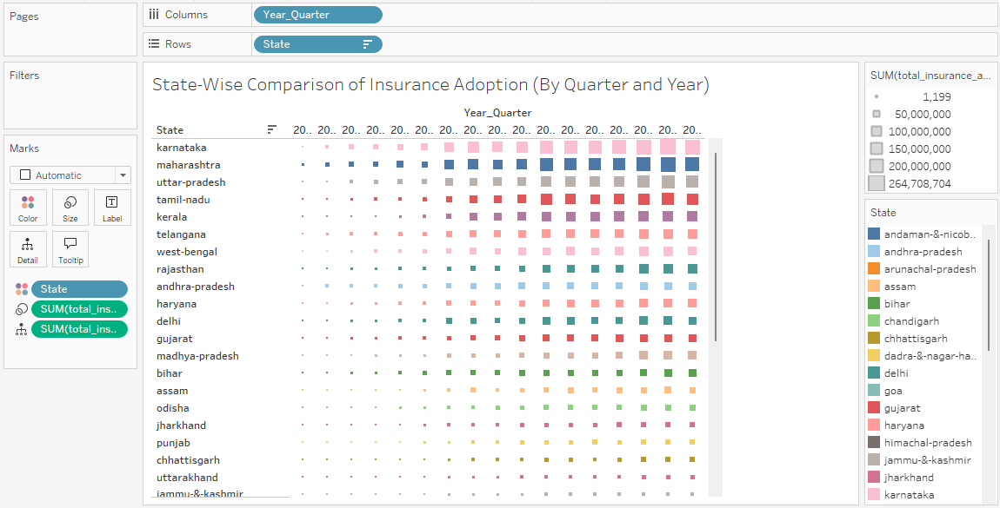 Pages
Columns
Year_Quarter
Rows
State
Filters
Marks
Automatic
Color
Size
Label
Detail
Tooltip
State
SUM(total_ins..
SUM(total_ins..
State-Wise Comparison of Insurance Adoption (By Quarter and Year)
Year_Quarter
State 20.. 20.. 20.. 20.. 20.. 20.. 20.. 20.. 20.. 20.. 20.. 20.. 20.. 20.. 20.. 20.. 20..
karnataka
maharashtra
uttar-pradesh
tamil-nadu
kerala
telangana
west-bengal
rajasthan
andhra-pradesh
haryana
delhi
gujarat
madhya-pradesh
bihar
assam
odisha
jharkhand
punjab
chhattisgarh
uttarakhand
jammu-&-kashmir
SUM(total_insurance_a...
1,199
50,000,000
100,000,000
150,000,000
200,000,000
264,708,704
State
andaman-&-nicob..
andhra-pradesh
arunachal-pradesh
assam
bihar
chandigarh
chhattisgarh
dadra-&-nagar-ha..
delhi
goa
gujarat
haryana
himachal-pradesh
jammu-&-kashmir
jharkhand
karnataka